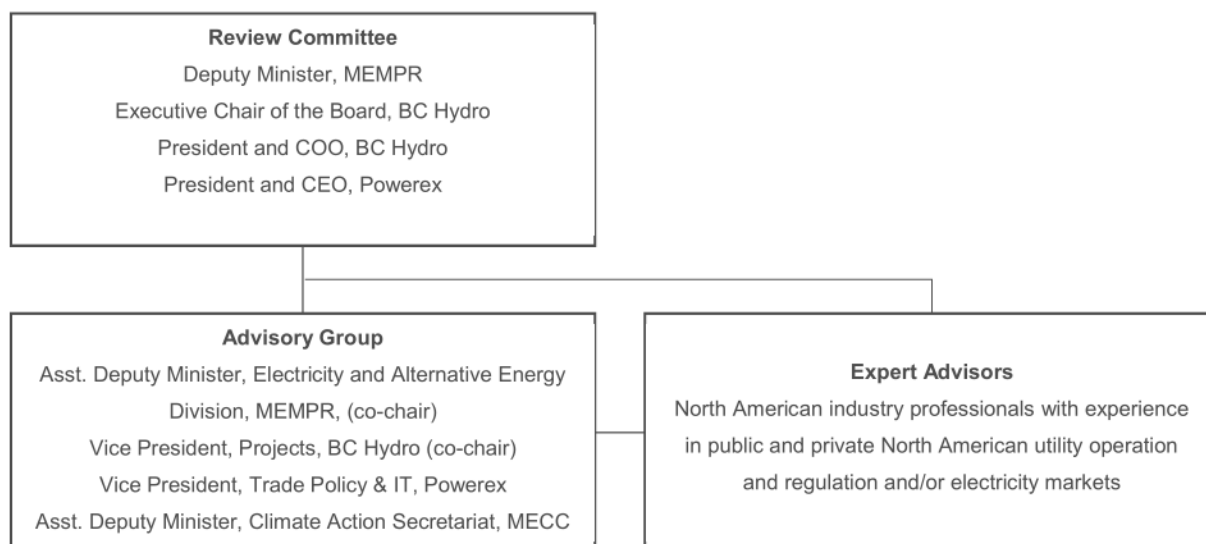 Review Committee
Deputy Minister, MEMPR
Executive Chair of the Board, BC Hydro
President and COO, BC Hydro
President and CEO, Powerex
Advisory Group
Asst. Deputy Minister, Electricity and Alternative Energy
Division, MEMPR, (co-chair)
Vice President, Projects, BC Hydro (co-chair)
Vice President, Trade Policy & IT, Powerex
Asst. Deputy Minister, Climate Action Secretariat, MECC
Expert Advisors
North American industry professionals with experience
in public and private North American utility operation
and regulation and/or electricity markets